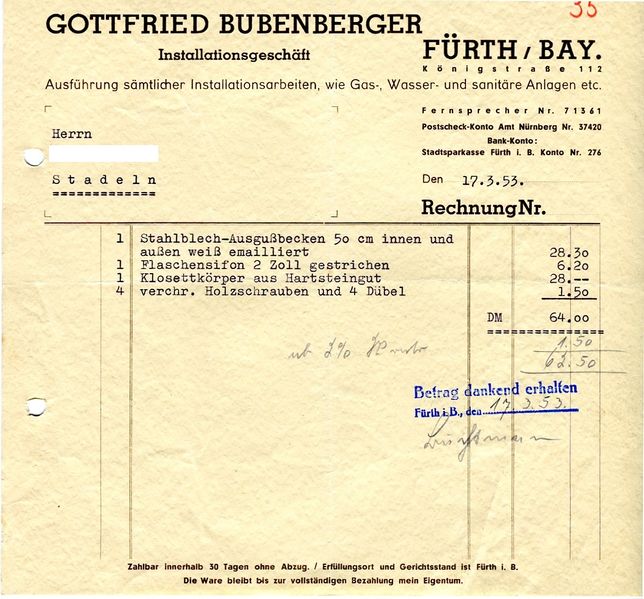 35
GOTTFRIED BUBENBERGER
Installationsgeschäft
FÜRTH / BAY.
Königstraße 112
Ausführung sämtlicher Installationsarbeiten, wie Gas-, Wasser- und sanitäre Anlagen etc.
Fernsprecher Nr. 71361
Postscheck-Konto Amt Nürnberg Nr. 37420
Bank-Konto:
Stadtsparkasse Fürth i. B. Konto Nr. 276
Herrn
Stadeln
Den 17.3.53.
Rechnung Nr.
1 Stahlblech-Ausgußbecken 50 cm innen und
außen weiß emailliert 28.30
1 Flaschensifon 2 Zoll gestrichen 6.20
1 Klosettkörper aus Hartsteingut 28.--
4 verchr. Holzschrauben und 4 Dübel 1.50
DM 64.00
ab 2% 1.50
62.50
Betrag dankend erhalten
Fürth i. B., den 17.3.53.
Zahlbar innerhalb 30 Tagen ohne Abzug. / Erfüllungsort und Gerichtsstand ist Fürth i. B.
Die Ware bleibt bis zur vollständigen Bezahlung mein Eigentum.